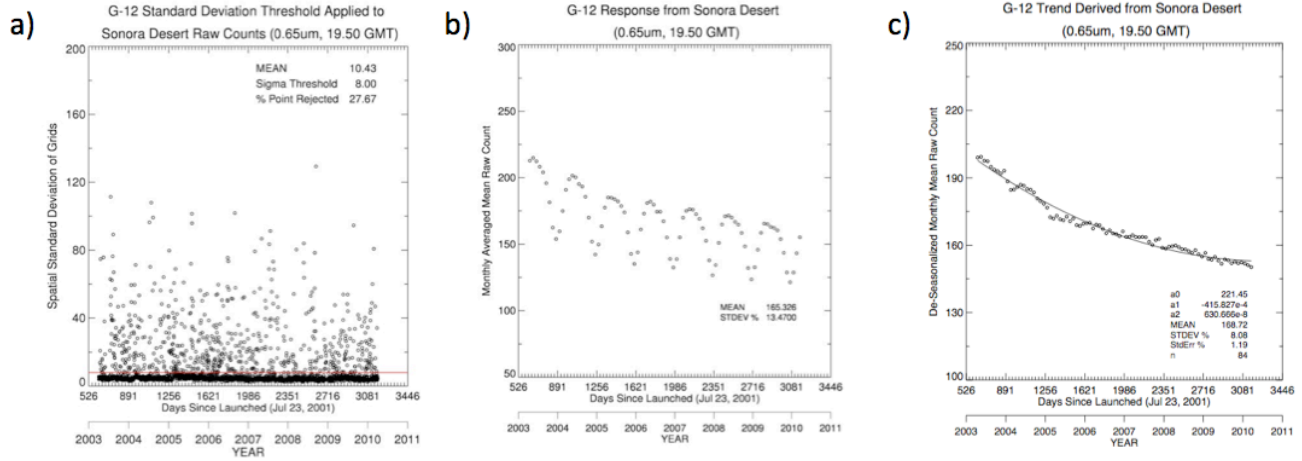 a)
G-12 Standard Deviation Threshold Applied to
Sonora Desert Raw Counts (0.65um, 19.50 GMT)
200
160
120
80
40
0
Spatial Standard Deviation of Grids
MEAN 10.43
Sigma Threshold 8.00
% Point Rejected 27.67
526 891 1256 1621 1986 2351 2716 3081 3446
Days Since Launched (Jul 23, 2001)
2003 2004 2005 2006 2007 2008 2009 2010 2011
YEAR
b)
G-12 Response from Sonora Desert
(0.65um, 19.50 GMT)
300
250
200
150
100
50
Monthly Averaged Mean Raw Count
MEAN 165.326
STDEV % 13.4700
526 891 1256 1621 1986 2351 2716 3081 3446
Days Since Launched (Jul 23, 2001)
2003 2004 2005 2006 2007 2008 2009 2010 2011
YEAR
c)
G-12 Trend Derived from Sonora Desert
(0.65um, 19.50 GMT)
250
220
190
160
130
100
De-Seasonalized Monthly Mean Raw Count
a0 221.45
a1 -415.827e-4
a2 630.666e-8
MEAN 168.72
STDEV % 8.08
StdErr % 1.19
n 84
526 891 1256 1621 1986 2351 2716 3081 3446
Days Since Launched (Jul 23, 2001)
2003 2004 2005 2006 2007 2008 2009 2010 2011
YEAR